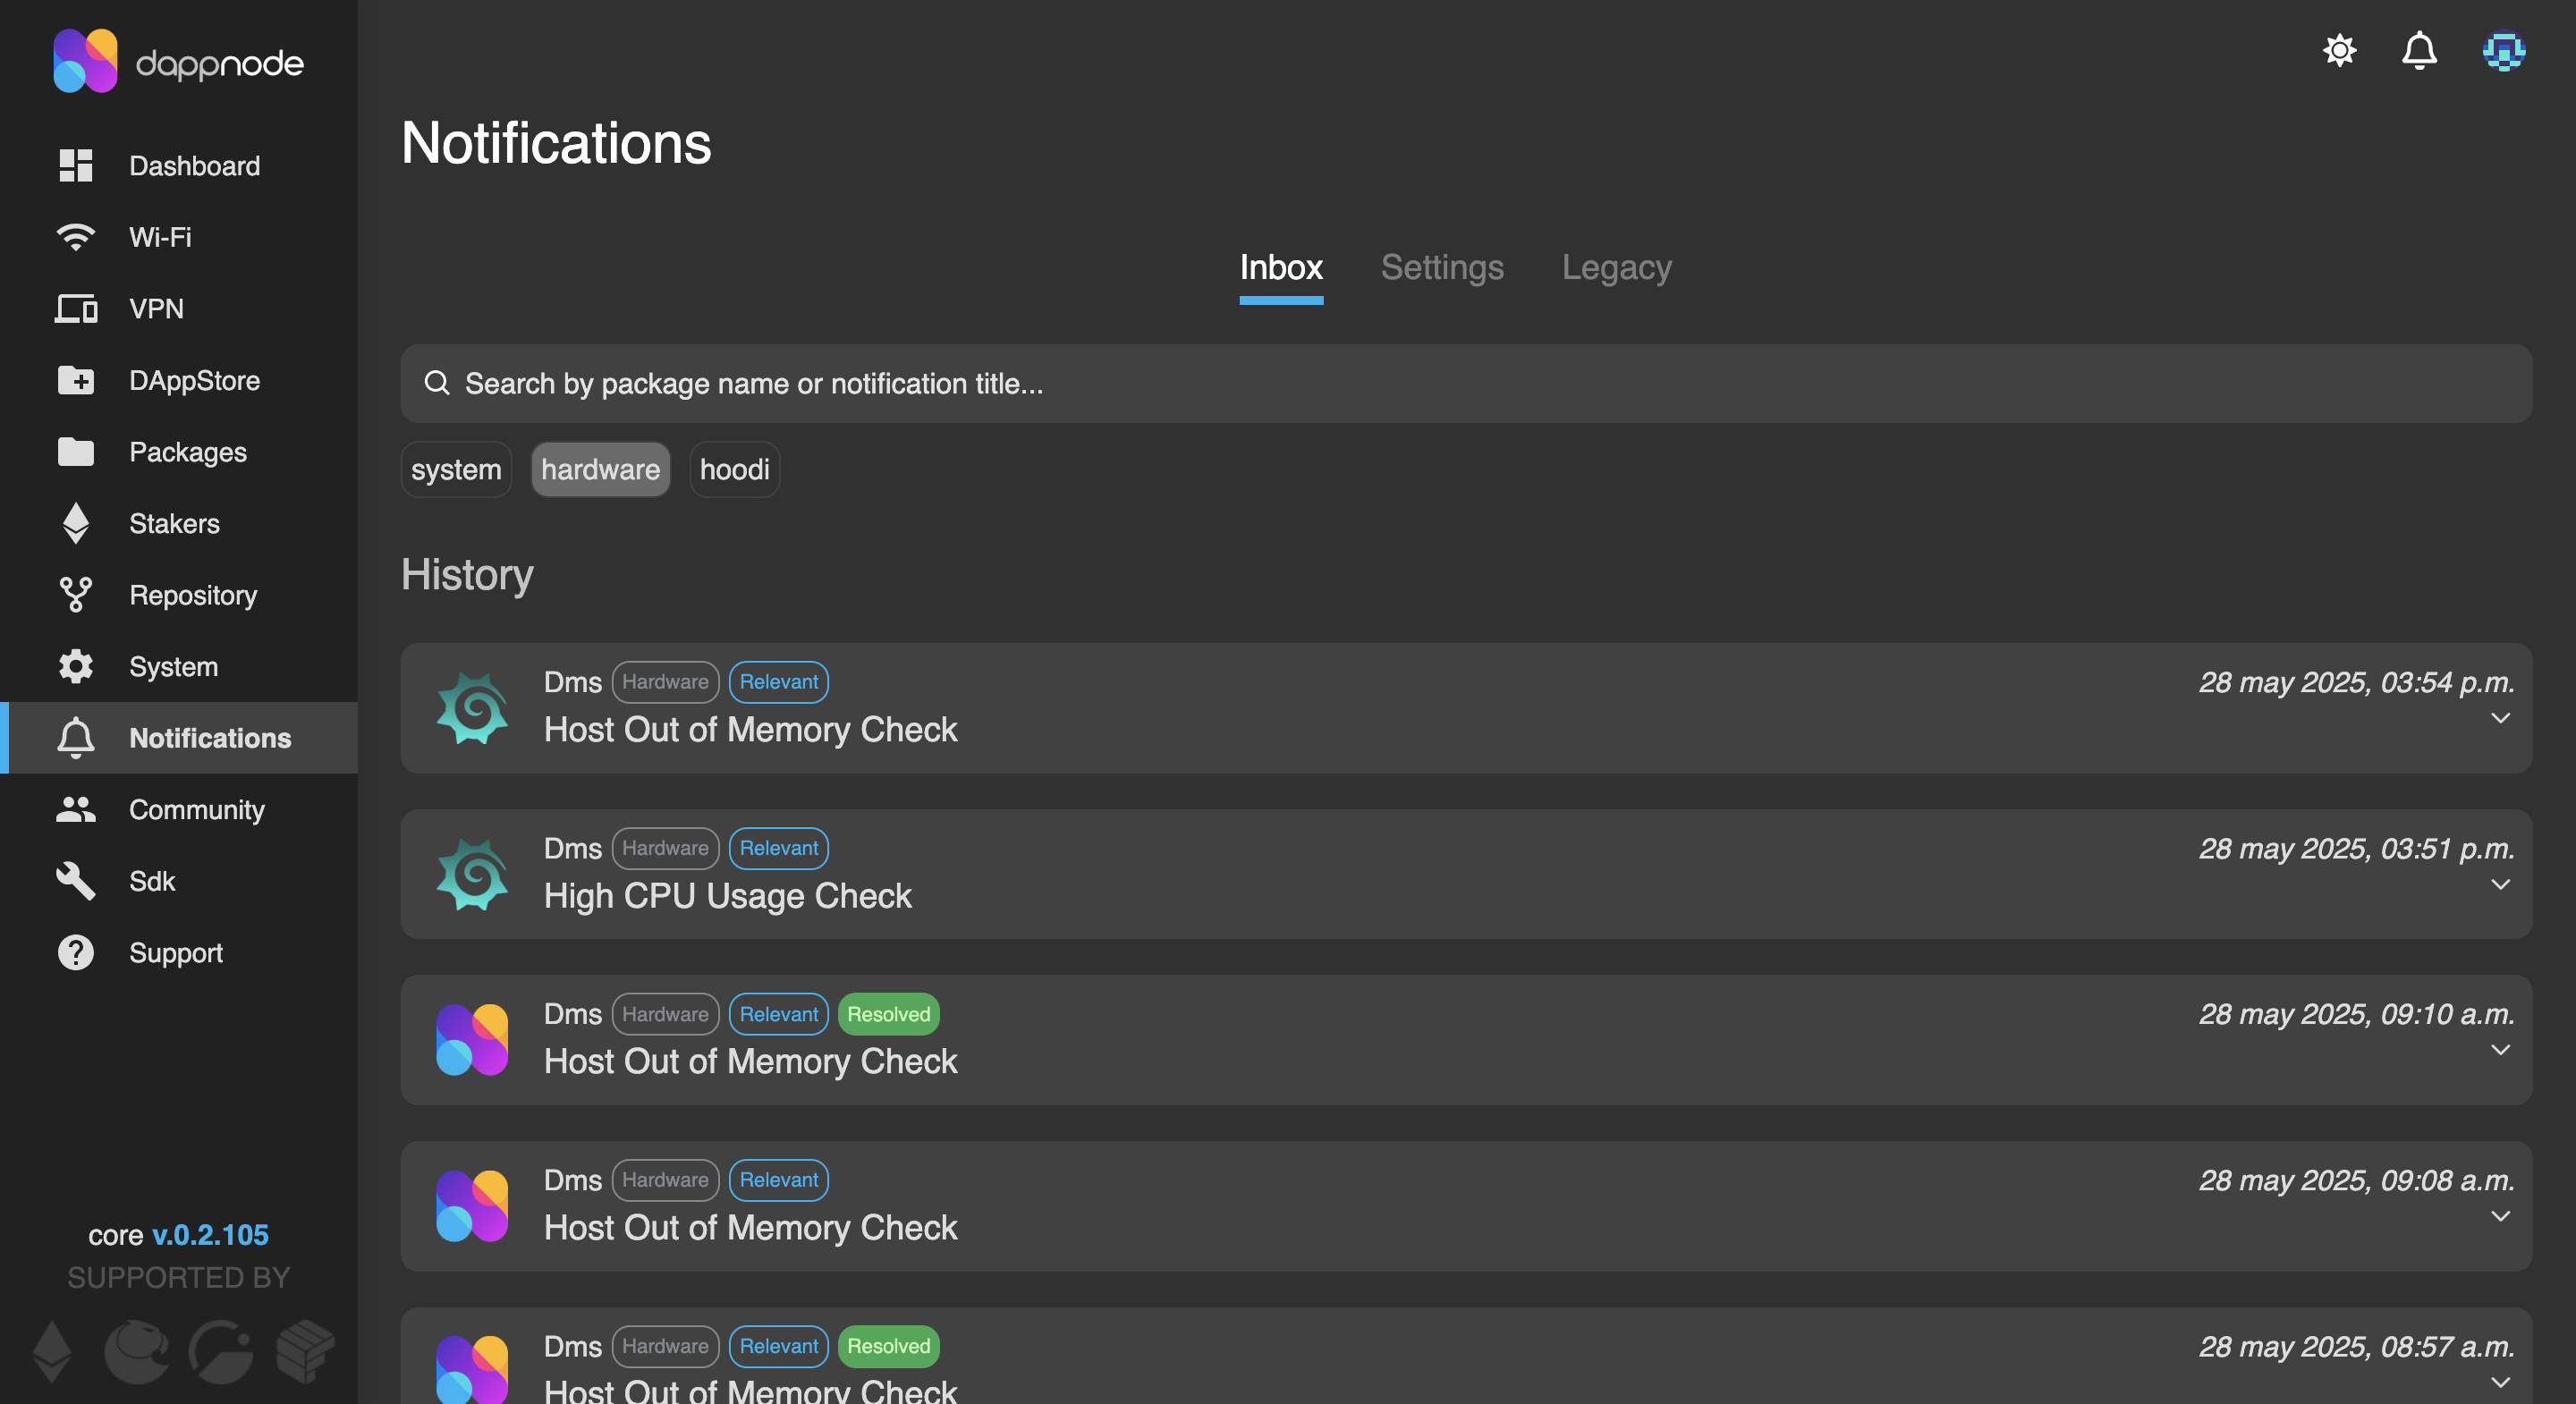 dappnode
Dashboard
Wi-Fi
VPN
DAppStore
Packages
Stakers
Repository
System
Notifications
Community
Sdk
Support
core v.0.2.105
SUPPORTED BY
Notifications
Inbox Settings Legacy
Search by package name or notification title...
system hardware hoodi
History
Dms Hardware Relevant 28 may 2025, 03:54 p.m.
Host Out of Memory Check
Dms Hardware Relevant 28 may 2025, 03:51 p.m.
High CPU Usage Check
Dms Hardware Relevant Resolved 28 may 2025, 09:10 a.m.
Host Out of Memory Check
Dms Hardware Relevant 28 may 2025, 09:08 a.m.
Host Out of Memory Check
Dms Hardware Relevant Resolved 28 may 2025, 08:57 a.m.
Host Out of Memory Check